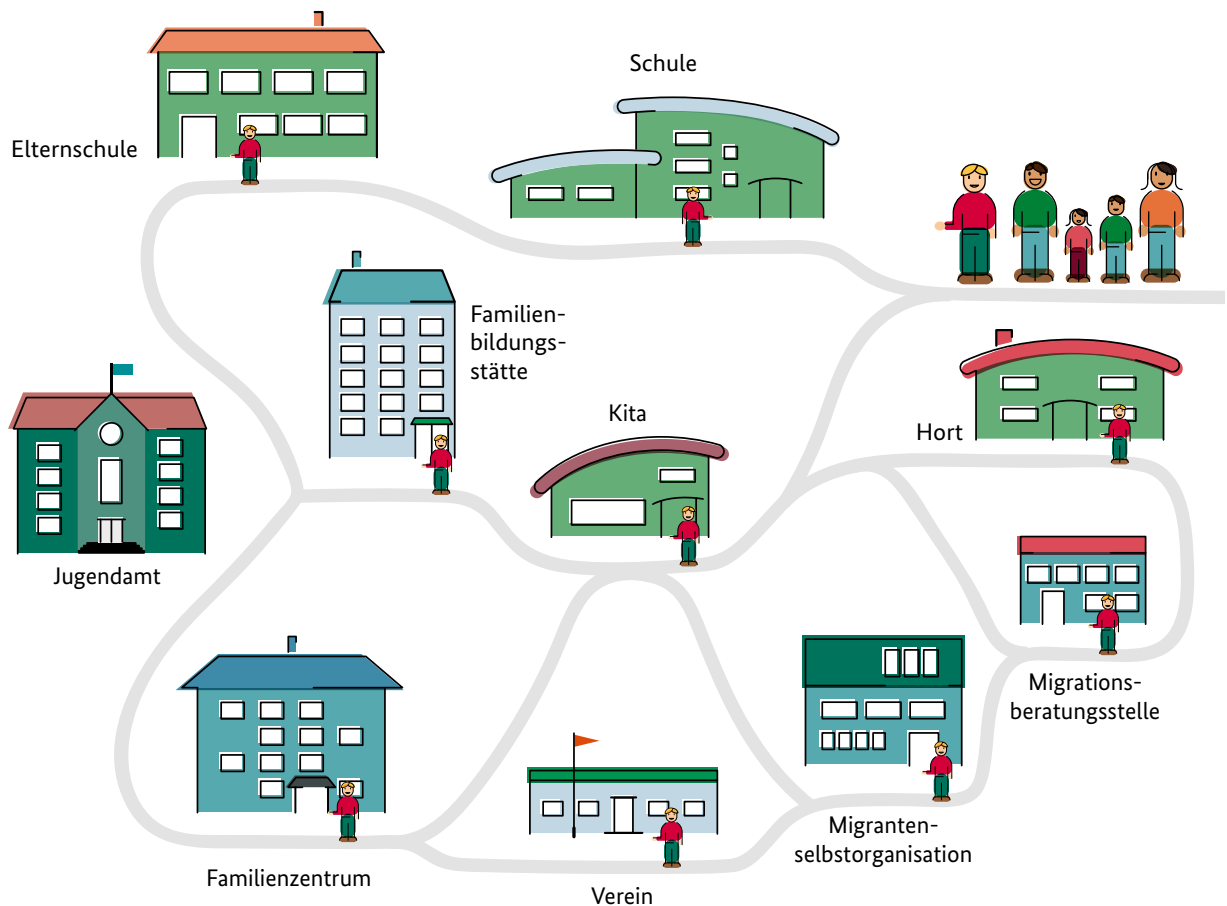 Schule
Elternschule
Familien-
bildungs-
stätte
Kita
Hort
Jugendamt
Migrations-
beratungsstelle
Migranten-
selbstorganisation
Familienzentrum
Verein